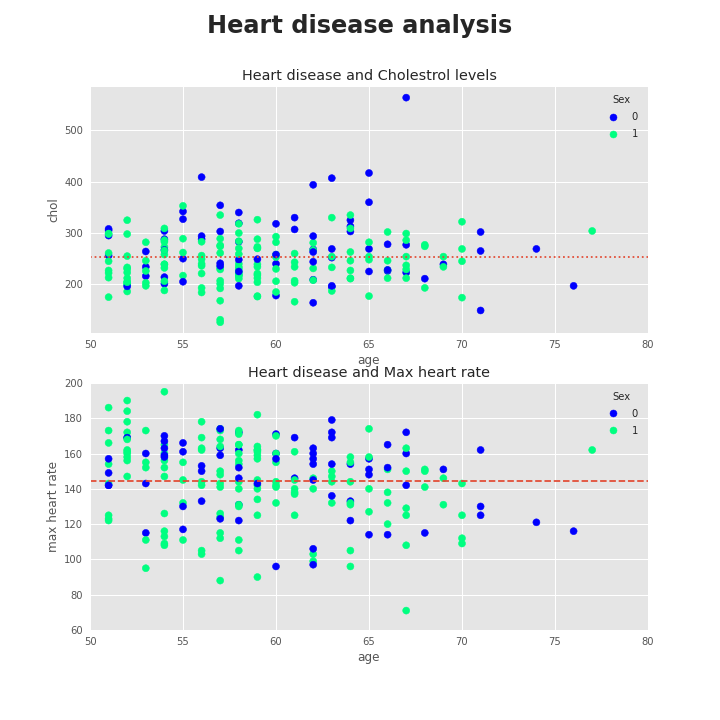 Heart disease analysis
Heart disease and Cholestrol levels
Sex
0
1
500
400
300
200
chol
50 55 60 65 70 75 80
age
Heart disease and Max heart rate
Sex
0
1
200
180
160
140
120
100
80
60
max heart rate
50 55 60 65 70 75 80
age